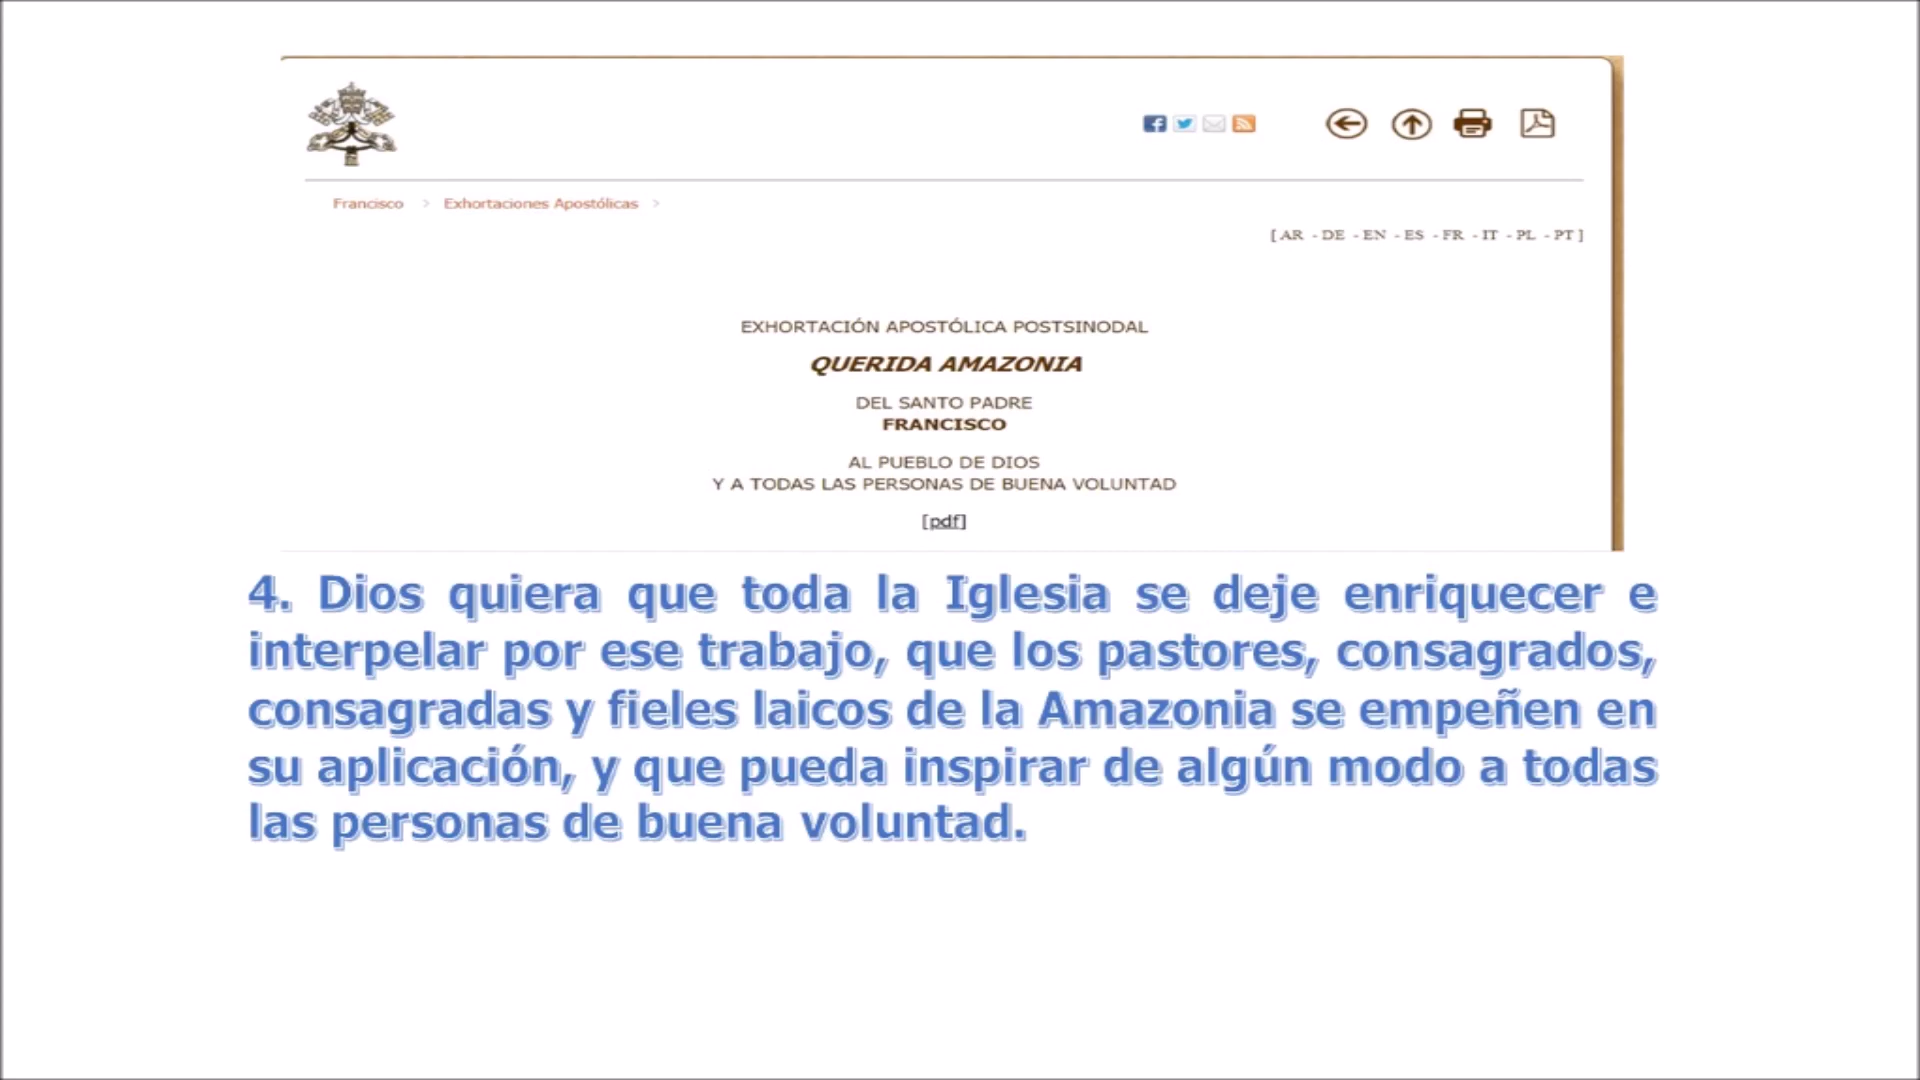 Francisco > Exhortaciones Apostólicas >
[ AR - DE - EN - ES - FR - IT - PL - PT ]
EXHORTACIÓN APOSTÓLICA POSTSINODAL
QUERIDA AMAZONIA
DEL SANTO PADRE
FRANCISCO
AL PUEBLO DE DIOS
Y A TODAS LAS PERSONAS DE BUENA VOLUNTAD
[pdf]
4. Dios quiera que toda la Iglesia se deje enriquecer e
interpelar por ese trabajo, que los pastores, consagrados,
consagradas y fieles laicos de la Amazonia se empeñen en
su aplicación, y que pueda inspirar de algún modo a todas
las personas de buena voluntad.